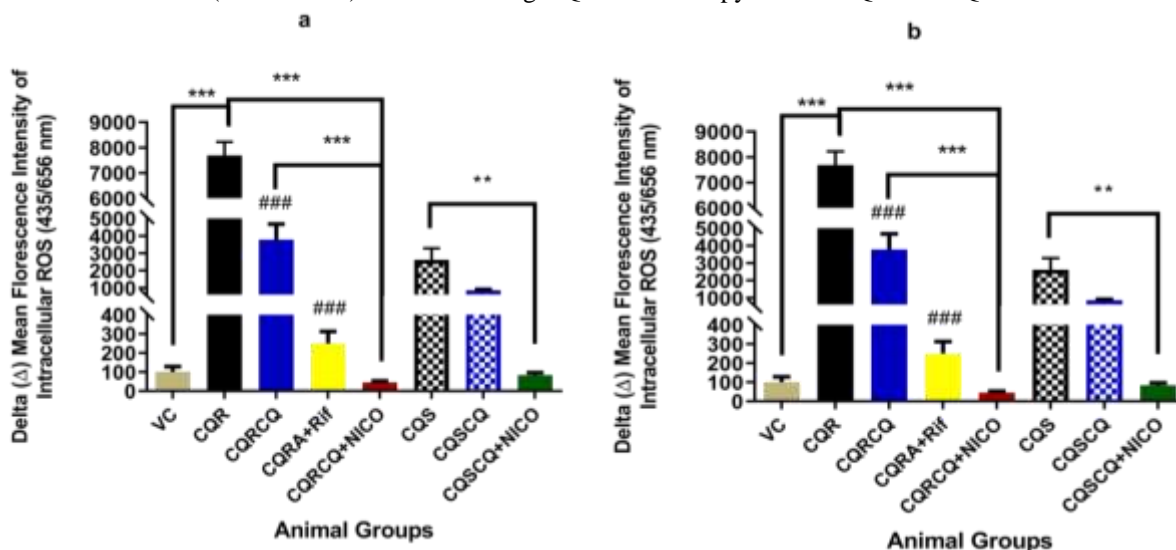 a
Delta (Δ) Mean Florescence Intensity of
Intracellular ROS (435/656 nm)
***
***
***
**
###
###
9000
8000
7000
6000
5000
4000
3000
2000
1000
400
300
200
100
0
VC
CQR
CQRCQ
CQRA+Rif
CQRCQ+NICO
CQS
CQSCQ
CQSCQ+NICO
Animal Groups
b
Delta (Δ) Mean Florescence Intensity of
Intracellular ROS (435/656 nm)
***
***
***
**
###
###
9000
8000
7000
6000
5000
4000
3000
2000
1000
400
300
200
100
0
VC
CQR
CQRCQ
CQRA+Rif
CQRCQ+NICO
CQS
CQSCQ
CQSCQ+NICO
Animal Groups